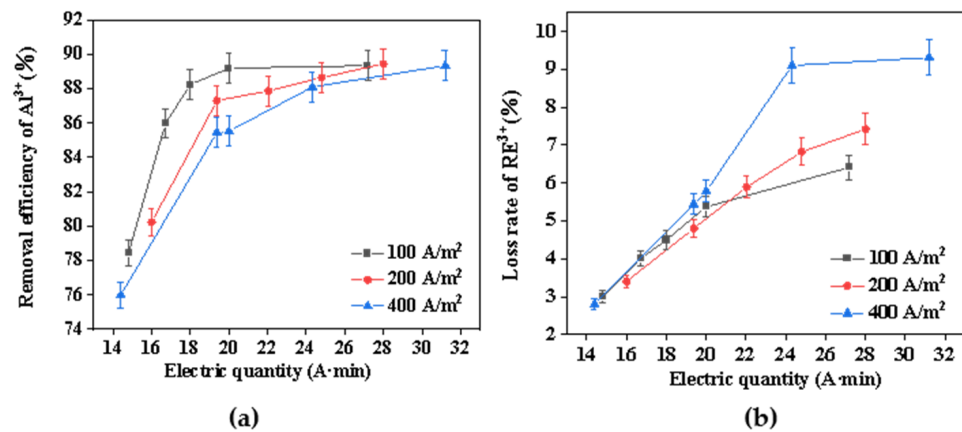 92
90
88
86
84
82
80
78
76
74
Removal efficiency of Al³⁺(%)
100 A/m²
200 A/m²
400 A/m²
14 16 18 20 22 24 26 28 30 32
Electric quantity (A·min)
(a)
10
9
8
7
6
5
4
3
2
Loss rate of RE³⁺(%)
100 A/m²
200 A/m²
400 A/m²
14 16 18 20 22 24 26 28 30 32
Electric quantity (A·min)
(b)